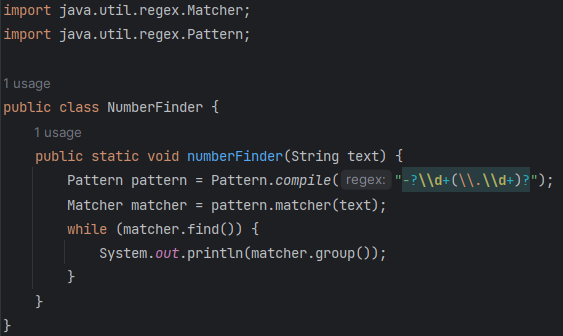 import java.util.regex.Matcher;
import java.util.regex.Pattern;
1 usage
public class NumberFinder {
1 usage
public static void numberFinder(String text) {
Pattern pattern = Pattern.compile( regex: "-?\\d+(\\.\\d+)?");
Matcher matcher = pattern.matcher(text);
while (matcher.find()) {
System.out.println(matcher.group());
}
}
}